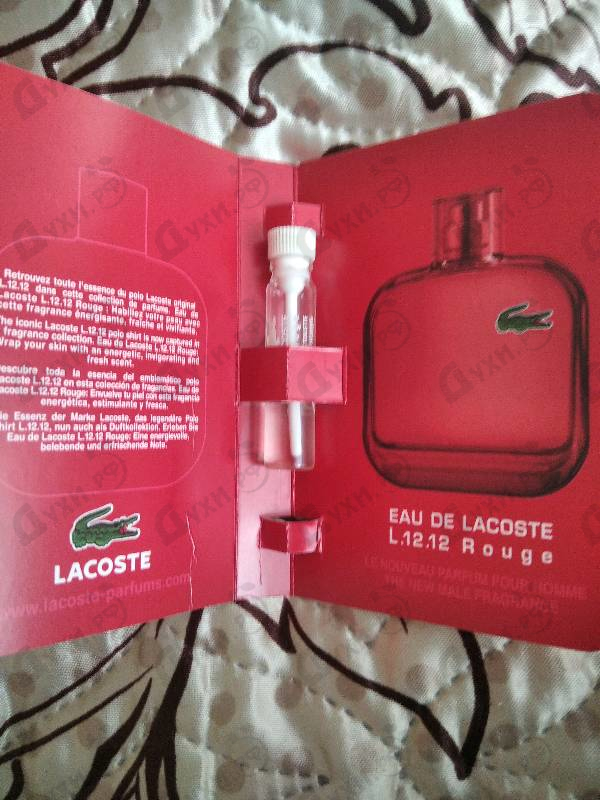 Retrouvez toute l'essence du polo Lacoste original
L.12.12 dans cette collection de parfums. Eau de
Lacoste L.12.12 Rouge : Habillez votre peau avec
cette fragrance énergisante, fraîche et vivifiante.
The iconic Lacoste L.12.12 polo shirt is now captured in
fragrance collection. Eau de Lacoste L.12.12 Rouge:
Wrap your skin with an energetic, invigorating and
fresh scent.
Descubre toda la esencia del emblemático polo
Lacoste L.12.12 en esta colección de fragancias. Eau de
Lacoste L.12.12 Rouge: Envuelve tu piel con esta fragancia
energética, estimulante y fresca.
Die Essenz der Marke Lacoste, das legendäre Polo
Shirt L.12.12, nun auch als Duftkollektion. Erleben Sie
Eau de Lacoste L.12.12 Rouge: Eine energievolle,
belebende und erfrischende Note.
LACOSTE
www.lacoste-parfums.com
EAU DE LACOSTE
L.12.12 Rouge
LE NOUVEAU PARFUM POUR HOMME
THE NEW MALE FRAGRANCE
Духи.рф